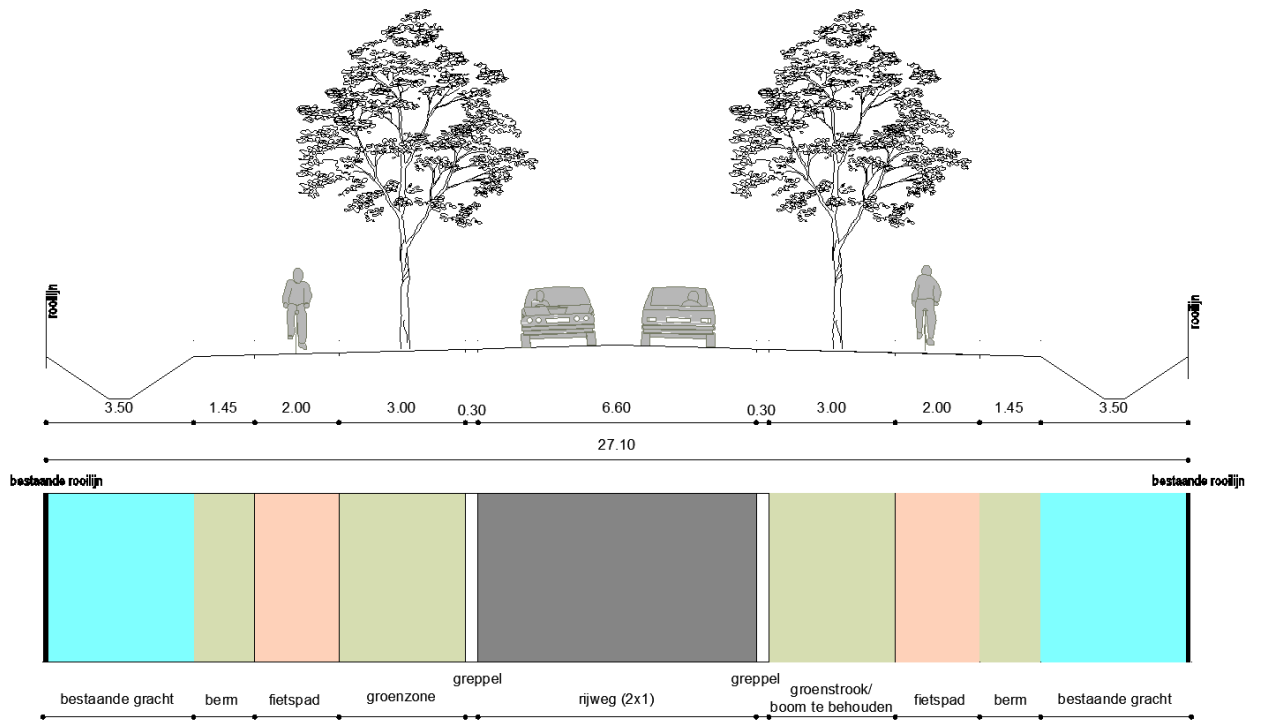 rooilijn
rooilijn
3.50 1.45 2.00 3.00 0.30 6.60 0.30 3.00 2.00 1.45 3.50
27.10
bestaande rooilijn bestaande rooilijn
greppel greppel
bestaande gracht berm fietspad groenzone rijweg (2x1) groenstrook/
boom te behouden fietspad berm bestaande gracht